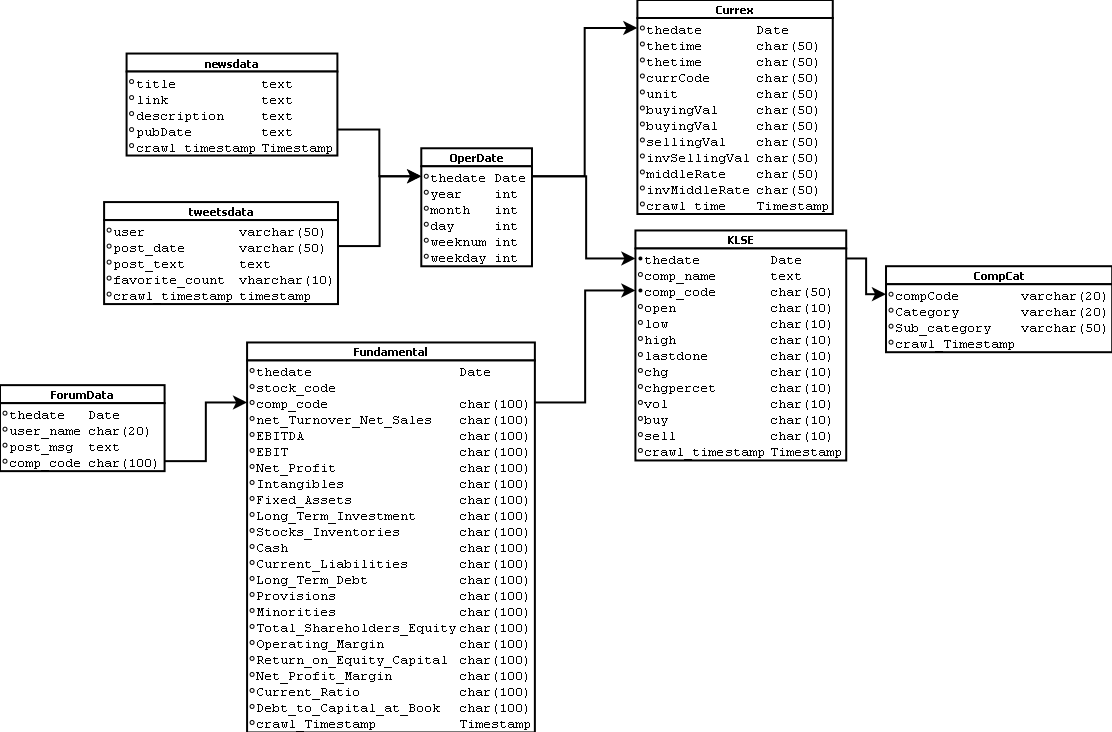 Currex
thedate Date
thetime char(50)
thetime char(50)
currCode char(50)
unit char(50)
buyingVal char(50)
buyingVal char(50)
sellingVal char(50)
invSellingVal char(50)
middleRate char(50)
invMiddleRate char(50)
crawl_time Timestamp
newsdata
title text
link text
description text
pubDate text
crawl_timestamp Timestamp
OperDate
thedate Date
year int
month int
day int
weeknum int
weekday int
tweetsdata
user varchar(50)
post_date varchar(50)
post_text text
favorite_count vharchar(10)
crawl_timestamp timestamp
KLSE
thedate Date
comp_name text
comp_code char(50)
open char(10)
low char(10)
high char(10)
lastdone char(10)
chg char(10)
chgpercet char(10)
vol char(10)
buy char(10)
sell char(10)
crawl_timestamp Timestamp
CompCat
compCode varchar(20)
Category varchar(20)
Sub_category varchar(50)
crawl_Timestamp
Fundamental
thedate Date
stock_code
comp_code char(100)
net_Turnover_Net_Sales char(100)
EBITDA char(100)
EBIT char(100)
Net_Profit char(100)
Intangibles char(100)
Fixed_Assets char(100)
Long_Term_Investment char(100)
Stocks_Inventories char(100)
Cash char(100)
Current_Liabilities char(100)
Long_Term_Debt char(100)
Provisions char(100)
Minorities char(100)
Total_Shareholders_Equity char(100)
Operating_Margin char(100)
Return_on_Equity_Capital char(100)
Net_Profit_Margin char(100)
Current_Ratio char(100)
Debt_to_Capital_at_Book char(100)
crawl_Timestamp Timestamp
ForumData
thedate Date
user_name char(20)
post_msg text
comp_code char(100)